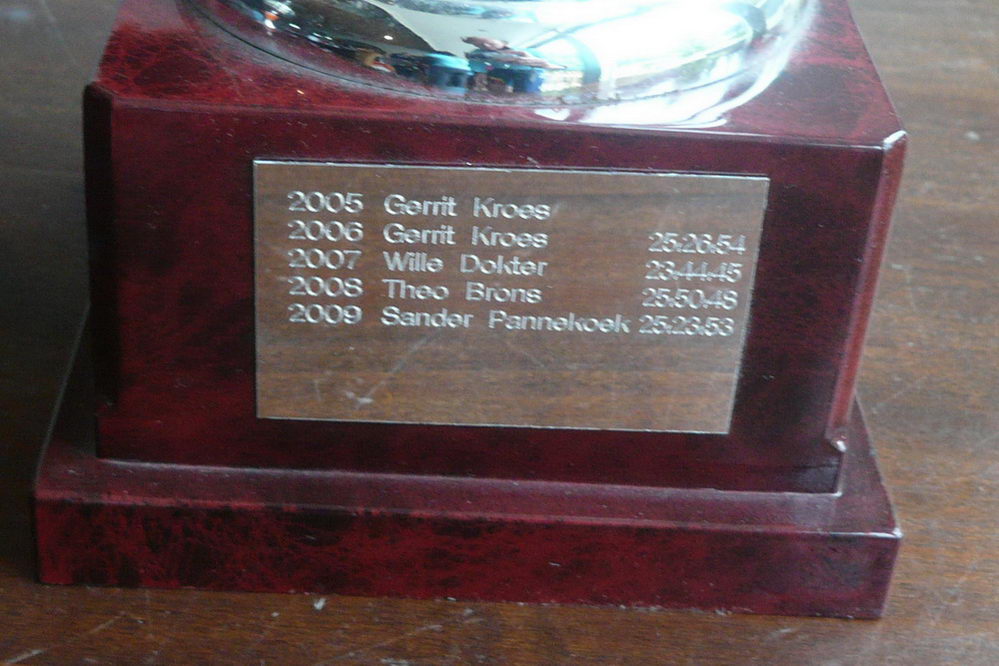 2005 Gerrit Kroes
2006 Gerrit Kroes 25:26:54
2007 Wille Dokter 23:44:45
2008 Theo Brons 25:50:48
2009 Sander Pannekoek 25:23:53